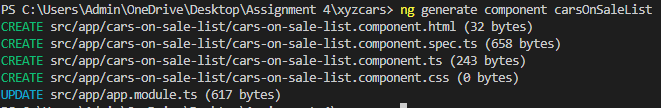 PS C:\Users\Admin\OneDrive\Desktop\Assignment 4\xyzcars> ng generate component carsOnSaleList
CREATE src/app/cars-on-sale-list/cars-on-sale-list.component.html (32 bytes)
CREATE src/app/cars-on-sale-list/cars-on-sale-list.component.spec.ts (658 bytes)
CREATE src/app/cars-on-sale-list/cars-on-sale-list.component.ts (243 bytes)
CREATE src/app/cars-on-sale-list/cars-on-sale-list.component.css (0 bytes)
UPDATE src/app/app.module.ts (617 bytes)